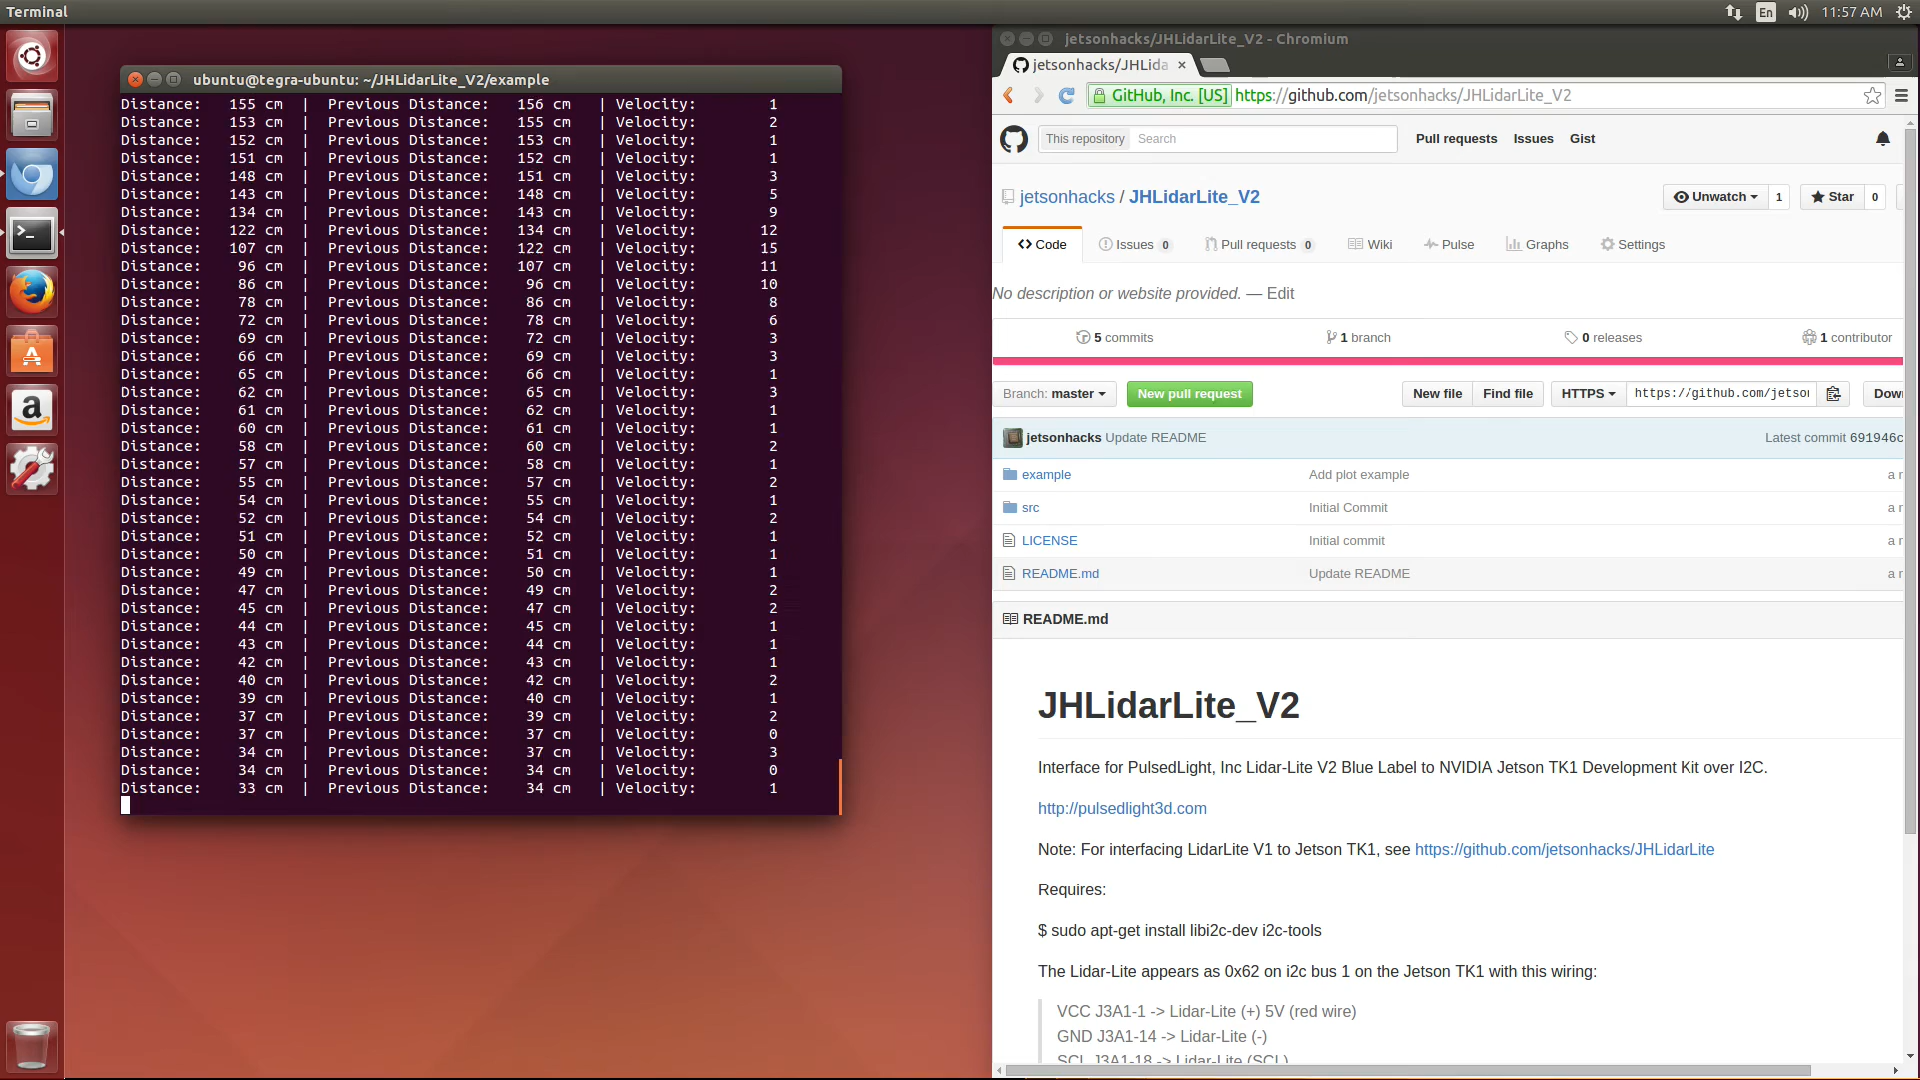 Terminal
En
11:57 AM
ubuntu@tegra-ubuntu: ~/JHLidarLite_V2/example
Distance: 155 cm | Previous Distance: 156 cm | Velocity: 1
Distance: 153 cm | Previous Distance: 155 cm | Velocity: 2
Distance: 152 cm | Previous Distance: 153 cm | Velocity: 1
Distance: 151 cm | Previous Distance: 152 cm | Velocity: 1
Distance: 148 cm | Previous Distance: 151 cm | Velocity: 3
Distance: 143 cm | Previous Distance: 148 cm | Velocity: 5
Distance: 134 cm | Previous Distance: 143 cm | Velocity: 9
Distance: 122 cm | Previous Distance: 134 cm | Velocity: 12
Distance: 107 cm | Previous Distance: 122 cm | Velocity: 15
Distance: 96 cm | Previous Distance: 107 cm | Velocity: 11
Distance: 86 cm | Previous Distance: 96 cm | Velocity: 10
Distance: 78 cm | Previous Distance: 86 cm | Velocity: 8
Distance: 72 cm | Previous Distance: 78 cm | Velocity: 6
Distance: 69 cm | Previous Distance: 72 cm | Velocity: 3
Distance: 66 cm | Previous Distance: 69 cm | Velocity: 3
Distance: 65 cm | Previous Distance: 66 cm | Velocity: 1
Distance: 62 cm | Previous Distance: 65 cm | Velocity: 3
Distance: 61 cm | Previous Distance: 62 cm | Velocity: 1
Distance: 60 cm | Previous Distance: 61 cm | Velocity: 1
Distance: 58 cm | Previous Distance: 60 cm | Velocity: 2
Distance: 57 cm | Previous Distance: 58 cm | Velocity: 1
Distance: 55 cm | Previous Distance: 57 cm | Velocity: 2
Distance: 54 cm | Previous Distance: 55 cm | Velocity: 1
Distance: 52 cm | Previous Distance: 54 cm | Velocity: 2
Distance: 51 cm | Previous Distance: 52 cm | Velocity: 1
Distance: 50 cm | Previous Distance: 51 cm | Velocity: 1
Distance: 49 cm | Previous Distance: 50 cm | Velocity: 1
Distance: 47 cm | Previous Distance: 49 cm | Velocity: 2
Distance: 45 cm | Previous Distance: 47 cm | Velocity: 2
Distance: 44 cm | Previous Distance: 45 cm | Velocity: 1
Distance: 43 cm | Previous Distance: 44 cm | Velocity: 1
Distance: 42 cm | Previous Distance: 43 cm | Velocity: 1
Distance: 40 cm | Previous Distance: 42 cm | Velocity: 2
Distance: 39 cm | Previous Distance: 40 cm | Velocity: 1
Distance: 37 cm | Previous Distance: 39 cm | Velocity: 2
Distance: 37 cm | Previous Distance: 37 cm | Velocity: 0
Distance: 34 cm | Previous Distance: 37 cm | Velocity: 3
Distance: 34 cm | Previous Distance: 34 cm | Velocity: 0
Distance: 33 cm | Previous Distance: 34 cm | Velocity: 1
jetsonhacks/JHLidarLite_V2 - Chromium
jetsonhacks/JHLida
GitHub, Inc. [US] https://github.com/jetsonhacks/JHLidarLite_V2
This repository Search Pull requests Issues Gist
jetsonhacks / JHLidarLite_V2 Unwatch 1 Star 0
Code Issues 0 Pull requests 0 Wiki Pulse Graphs Settings
No description or website provided. — Edit
5 commits 1 branch 0 releases 1 contributor
Branch: master New pull request New file Find file HTTPS https://github.com/jetso Dow
jetsonhacks Update README Latest commit 691946c
example Add plot example a
src Initial Commit a
LICENSE Initial commit a
README.md Update README a
README.md
JHLidarLite_V2
Interface for PulsedLight, Inc Lidar-Lite V2 Blue Label to NVIDIA Jetson TK1 Development Kit over I2C.
http://pulsedlight3d.com
Note: For interfacing LidarLite V1 to Jetson TK1, see https://github.com/jetsonhacks/JHLidarLite
Requires:
$ sudo apt-get install libi2c-dev i2c-tools
The Lidar-Lite appears as 0x62 on i2c bus 1 on the Jetson TK1 with this wiring:
VCC J3A1-1 -> Lidar-Lite (+) 5V (red wire)
GND J3A1-14 -> Lidar-Lite (-)
SCL J3A1-18 -> Lidar-Lite (SCL)